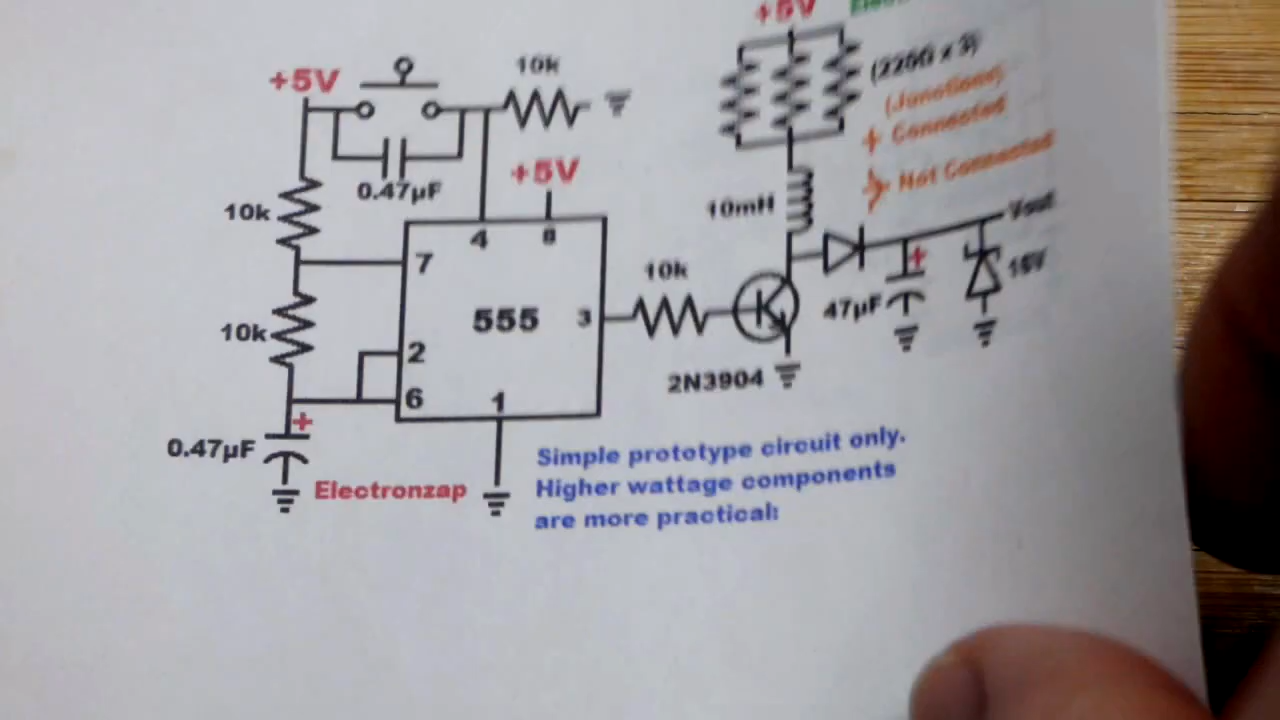 +5V
10k
+5V
(220Ω x 3)
(Junctions)
Connected
Not Connected
0.47µF
+5V
10k
10mH
Vout
4
8
7
10k
+
15V
555
3
47µF
10k
2
2N3904
6
1
+
0.47µF
Electronzap
Simple prototype circuit only.
Higher wattage components
are more practical: